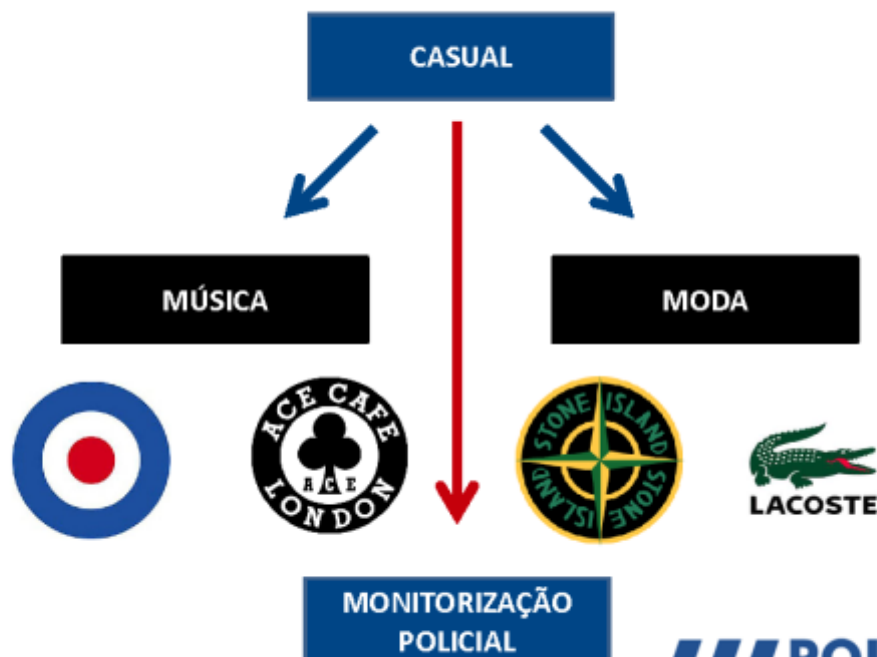 CASUAL
MÚSICA
MODA
ACE CAFE
ACE
LONDON
STONE ISLAND
STONE ISLAND
LACOSTE
MONITORIZAÇÃO
POLICIAL